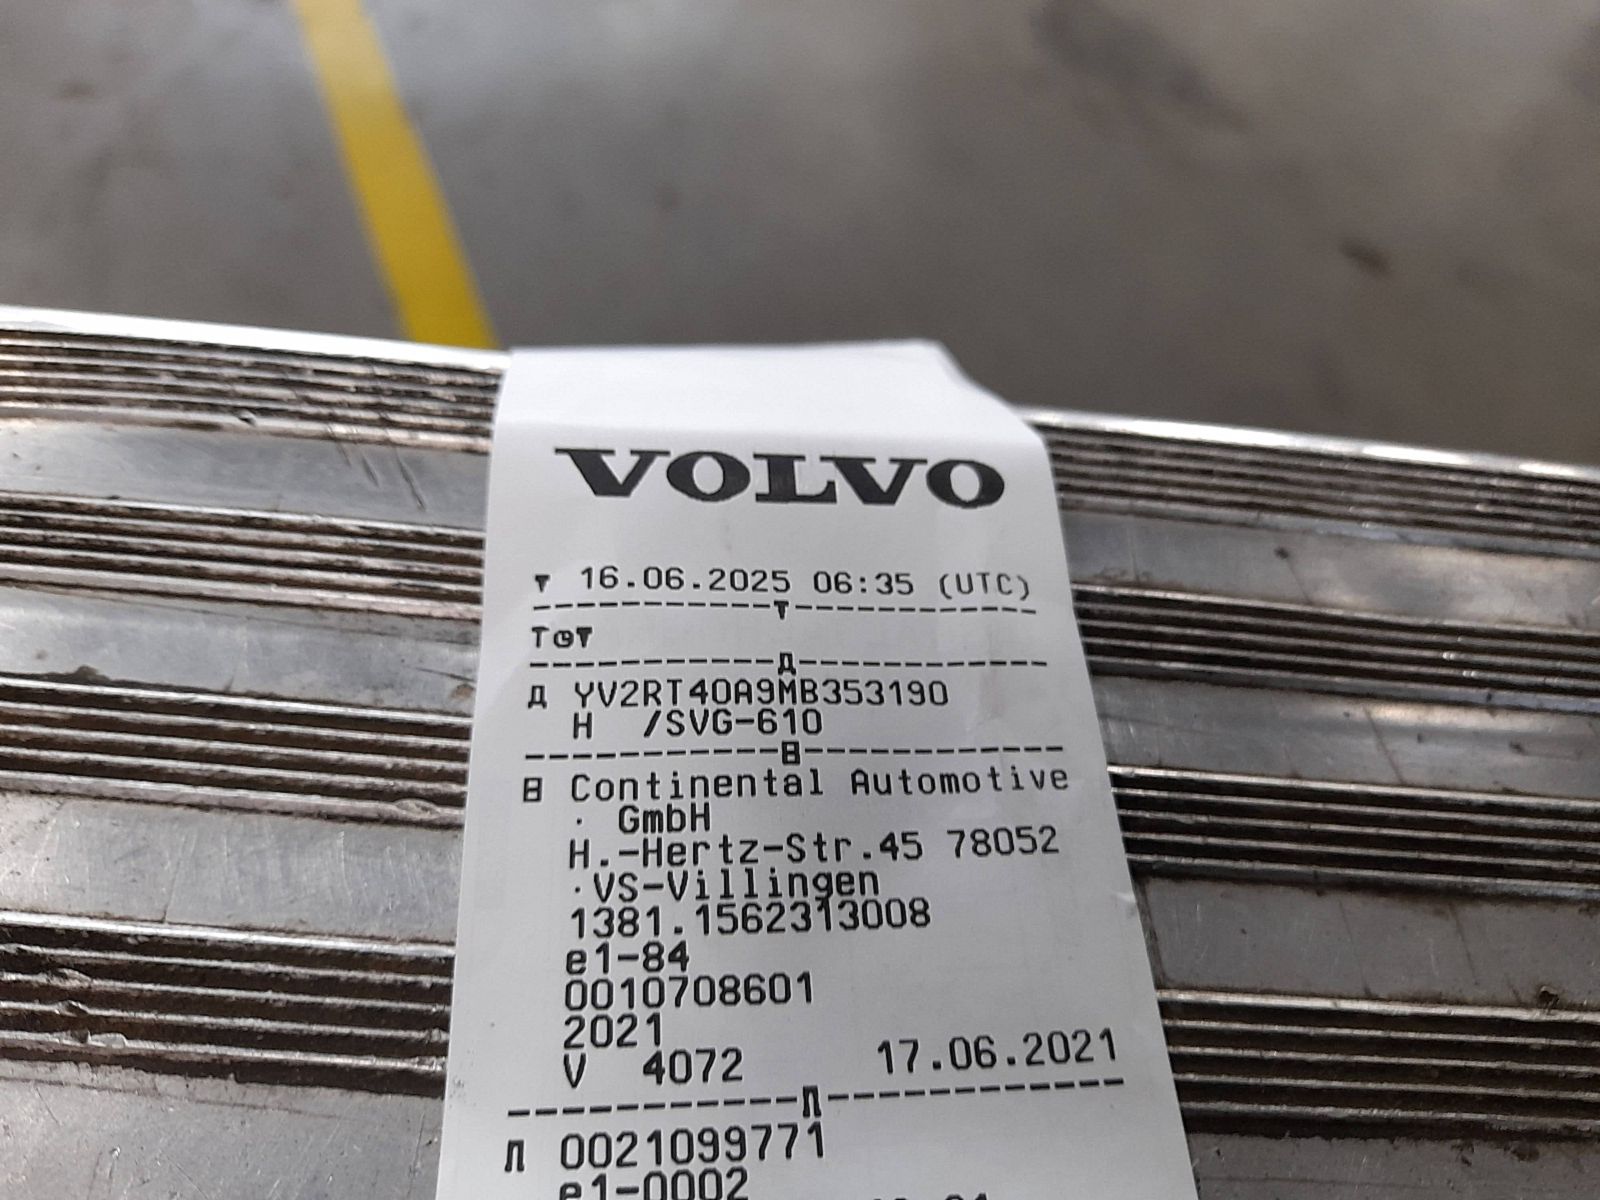 VOLVO
▼ 16.06.2025 06:35 (UTC)
-----------▼-----------
T◷▼
-----------д-----------
д YV2RT40A9MB353190
H /SVG-610
-----------B-----------
B Continental Automotive
· GmbH
H.-Hertz-Str.45 78052
·VS-Villingen
1381.1562313008
e1-84
0010708601
2021
V 4072 17.06.2021
-----------Л-----------
Л 0021099771
e1-0002